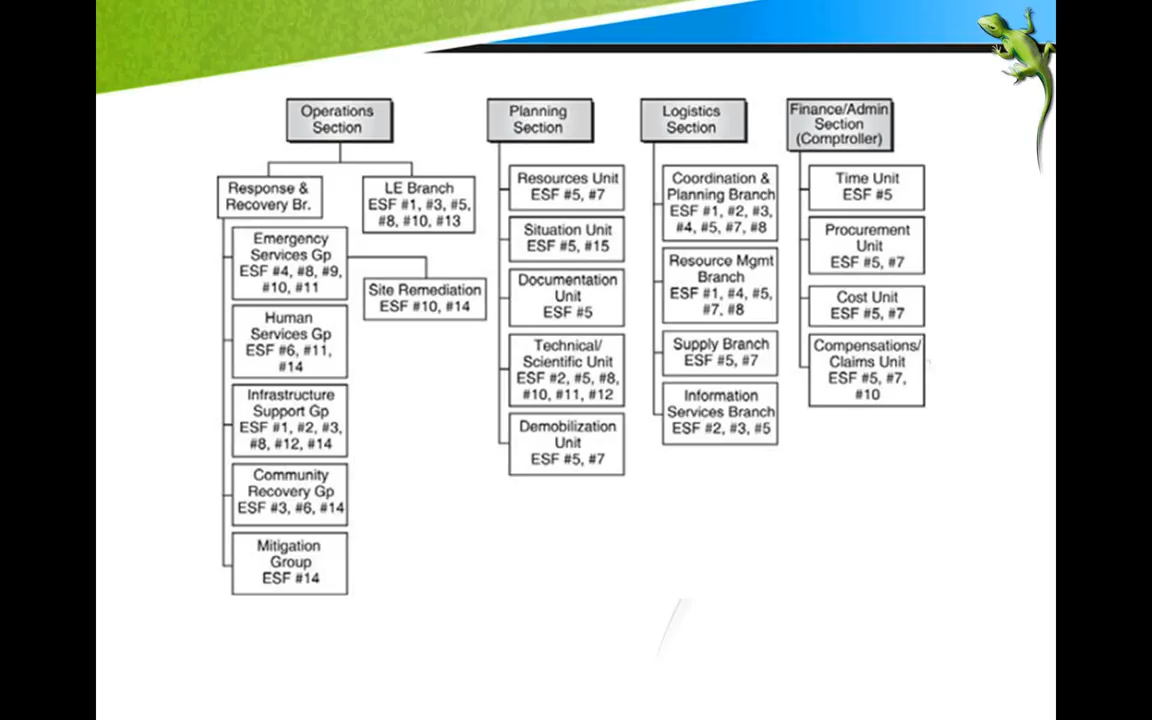 Operations
Section
Response &
Recovery Br.
LE Branch
ESF #1, #3, #5,
#8, #10, #13
Emergency
Services Gp
ESF #4, #8, #9,
#10, #11
Site Remediation
ESF #10, #14
Human
Services Gp
ESF #6, #11,
#14
Infrastructure
Support Gp
ESF #1, #2, #3,
#8, #12, #14
Community
Recovery Gp
ESF #3, #6, #14
Mitigation
Group
ESF #14
Planning
Section
Resources Unit
ESF #5, #7
Situation Unit
ESF #5, #15
Documentation
Unit
ESF #5
Technical/
Scientific Unit
ESF #2, #5, #8,
#10, #11, #12
Demobilization
Unit
ESF #5, #7
Logistics
Section
Coordination &
Planning Branch
ESF #1, #2, #3,
#4, #5, #7, #8
Resource Mgmt
Branch
ESF #1, #4, #5,
#7, #8
Supply Branch
ESF #5, #7
Information
Services Branch
ESF #2, #3, #5
Finance/Admin
Section
(Comptroller)
Time Unit
ESF #5
Procurement
Unit
ESF #5, #7
Cost Unit
ESF #5, #7
Compensations/
Claims Unit
ESF #5, #7,
#10